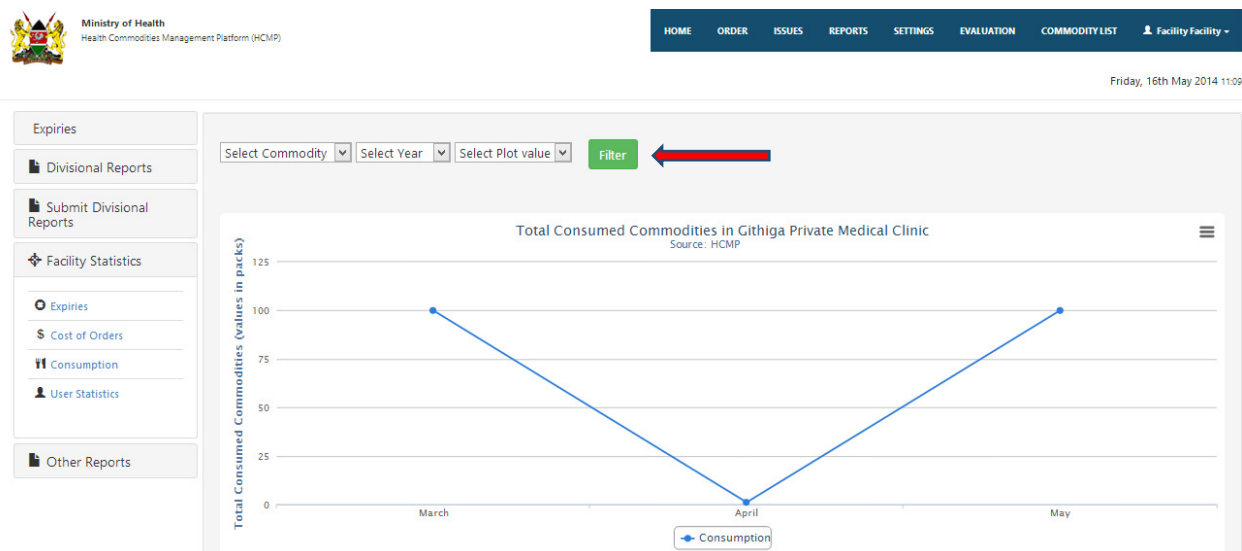 Ministry of Health
Health Commodities Management Platform (HCMP)
HOME ORDER ISSUES REPORTS SETTINGS EVALUATION COMMODITY LIST Facility Facility
Friday, 16th May 2014 11:09
Expiries
Divisional Reports
Submit Divisional
Reports
Facility Statistics
Expiries
$ Cost of Orders
Consumption
User Statistics
Other Reports
Select Commodity Select Year Select Plot value Filter
Total Consumed Commodities in Githiga Private Medical Clinic
Source: HCMP
Total Consumed Commodities (values in packs)
125
100
75
50
25
0
March April May
Consumption